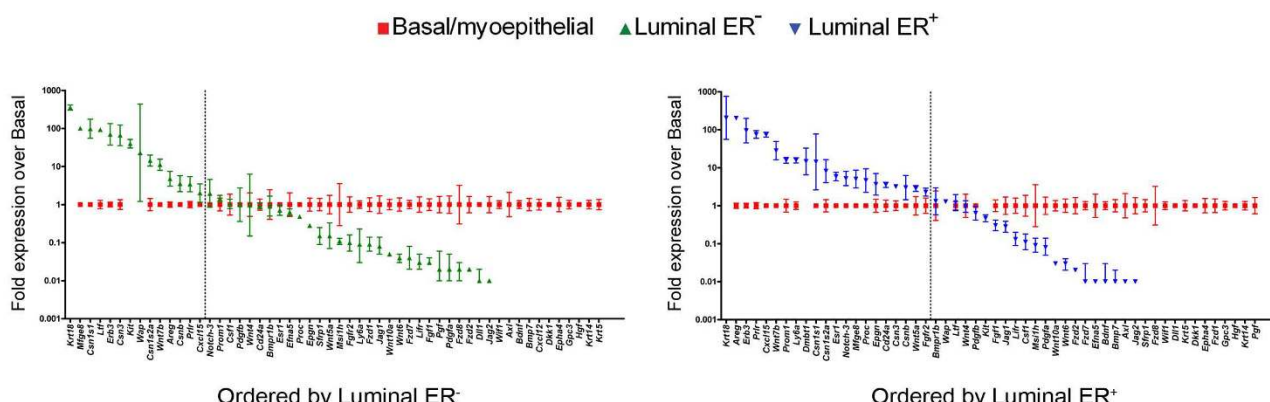 Basal/myoepithelial
Luminal ER⁻
Luminal ER⁺
Fold expression over Basal
1000
100
10
1
0.1
0.01
0.001
Krt18
Mfge8
Csn1s1
Ltf
Erb3
Csn3
Kit
Wap
Csn1s2a
Wnt7b
Areg
Csnb
Prlr
Cxcl15
Notch-3
Prom1
Csf1
Pdgfb
Wnt4
Cd24a
Bmpr1b
Esr1
Efna5
Proc
Epgn
Sfrp1
Wnt5a
Msi1h
Fgfr2
Ly6a
Fzd1
Jag1
Wnt10a
Wnt6
Fzd7
Lifr
Fgf1
Pgf
Pdgfa
Fzd8
Fzd2
Dll1
Jag2
Wif1
Axl
Bdnf
Bmp7
Cxcl12
Dkk1
Epha4
Gpc3
Hgf
Krt14
Krt5
Ordered by Luminal ER⁻
Fold expression over Basal
1000
100
10
1
0.1
0.01
0.001
Krt18
Areg
Erb3
Prlr
Cxcl15
Wnt7b
Prom1
Ly6a
Dmbt1
Csn1s1
Csn1s2a
Esr1
Notch-3
Mfge8
Proc
Epgn
Cd24a
Csn3
Csnb
Wnt5a
Fgfr2
Bmpr1b
Wap
Ltf
Wnt4
Pdgfb
Kit
Fgf1
Jag1
Lifr
Csf1
Msi1h
Pdgfa
Wnt10a
Wnt6
Fzd2
Fzd7
Efna5
Bdnf
Bmp7
Axl
Jag2
Sfrp1
Fzd8
Wif1
Dll1
Krt5
Dkk1
Epha4
Fzd1
Gpc3
Hgf
Krt14
Pgf
Ordered by Luminal ER⁺